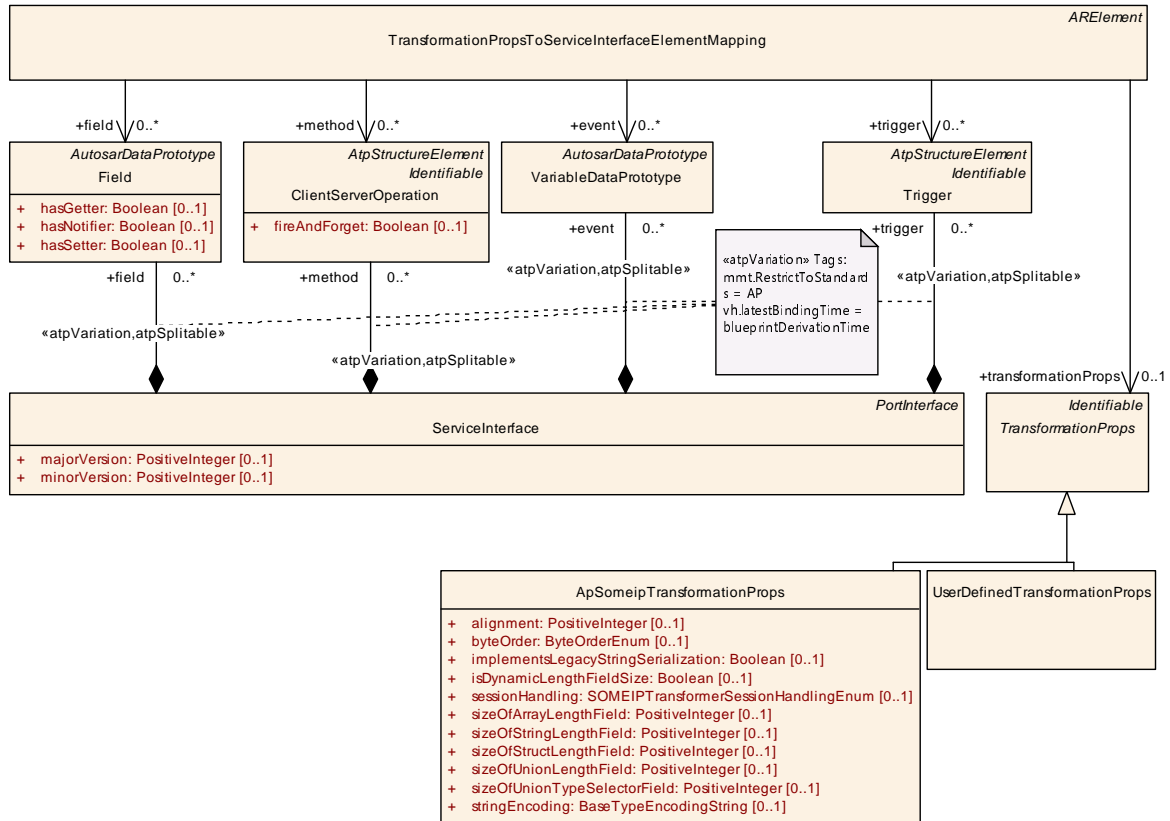 ARElement
TransformationPropsToServiceInterfaceElementMapping
+field 0..*
+method 0..*
+event 0..*
+trigger 0..*
AutosarDataPrototype
Field
+ hasGetter: Boolean [0..1]
+ hasNotifier: Boolean [0..1]
+ hasSetter: Boolean [0..1]
AtpStructureElement
Identifiable
ClientServerOperation
+ fireAndForget: Boolean [0..1]
AutosarDataPrototype
VariableDataPrototype
AtpStructureElement
Identifiable
Trigger
+field 0..*
+method 0..*
+event 0..*
+trigger 0..*
«atpVariation,atpSplitable»
«atpVariation,atpSplitable»
«atpVariation,atpSplitable»
«atpVariation,atpSplitable»
«atpVariation» Tags:
mmt.RestrictToStandard
s = AP
vh.latestBindingTime =
blueprintDerivationTime
+transformationProps 0..1
PortInterface
ServiceInterface
+ majorVersion: PositiveInteger [0..1]
+ minorVersion: PositiveInteger [0..1]
Identifiable
TransformationProps
ApSomeipTransformationProps
+ alignment: PositiveInteger [0..1]
+ byteOrder: ByteOrderEnum [0..1]
+ implementsLegacyStringSerialization: Boolean [0..1]
+ isDynamicLengthFieldSize: Boolean [0..1]
+ sessionHandling: SOMEIPTransformerSessionHandlingEnum [0..1]
+ sizeOfArrayLengthField: PositiveInteger [0..1]
+ sizeOfStringLengthField: PositiveInteger [0..1]
+ sizeOfStructLengthField: PositiveInteger [0..1]
+ sizeOfUnionLengthField: PositiveInteger [0..1]
+ sizeOfUnionTypeSelectorField: PositiveInteger [0..1]
+ stringEncoding: BaseTypeEncodingString [0..1]
UserDefinedTransformationProps